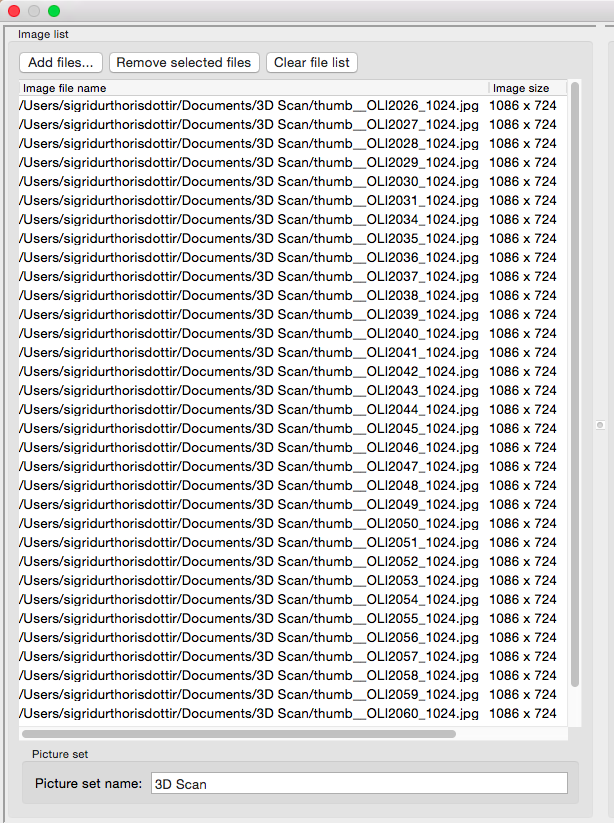 Image list
Add files... Remove selected files Clear file list
Image file name Image size
/Users/sigridurthorisdottir/Documents/3D Scan/thumb__OLI2026_1024.jpg 1086 x 724
/Users/sigridurthorisdottir/Documents/3D Scan/thumb__OLI2027_1024.jpg 1086 x 724
/Users/sigridurthorisdottir/Documents/3D Scan/thumb__OLI2028_1024.jpg 1086 x 724
/Users/sigridurthorisdottir/Documents/3D Scan/thumb__OLI2029_1024.jpg 1086 x 724
/Users/sigridurthorisdottir/Documents/3D Scan/thumb__OLI2030_1024.jpg 1086 x 724
/Users/sigridurthorisdottir/Documents/3D Scan/thumb__OLI2031_1024.jpg 1086 x 724
/Users/sigridurthorisdottir/Documents/3D Scan/thumb__OLI2034_1024.jpg 1086 x 724
/Users/sigridurthorisdottir/Documents/3D Scan/thumb__OLI2035_1024.jpg 1086 x 724
/Users/sigridurthorisdottir/Documents/3D Scan/thumb__OLI2036_1024.jpg 1086 x 724
/Users/sigridurthorisdottir/Documents/3D Scan/thumb__OLI2037_1024.jpg 1086 x 724
/Users/sigridurthorisdottir/Documents/3D Scan/thumb__OLI2038_1024.jpg 1086 x 724
/Users/sigridurthorisdottir/Documents/3D Scan/thumb__OLI2039_1024.jpg 1086 x 724
/Users/sigridurthorisdottir/Documents/3D Scan/thumb__OLI2040_1024.jpg 1086 x 724
/Users/sigridurthorisdottir/Documents/3D Scan/thumb__OLI2041_1024.jpg 1086 x 724
/Users/sigridurthorisdottir/Documents/3D Scan/thumb__OLI2042_1024.jpg 1086 x 724
/Users/sigridurthorisdottir/Documents/3D Scan/thumb__OLI2043_1024.jpg 1086 x 724
/Users/sigridurthorisdottir/Documents/3D Scan/thumb__OLI2044_1024.jpg 1086 x 724
/Users/sigridurthorisdottir/Documents/3D Scan/thumb__OLI2045_1024.jpg 1086 x 724
/Users/sigridurthorisdottir/Documents/3D Scan/thumb__OLI2046_1024.jpg 1086 x 724
/Users/sigridurthorisdottir/Documents/3D Scan/thumb__OLI2047_1024.jpg 1086 x 724
/Users/sigridurthorisdottir/Documents/3D Scan/thumb__OLI2048_1024.jpg 1086 x 724
/Users/sigridurthorisdottir/Documents/3D Scan/thumb__OLI2049_1024.jpg 1086 x 724
/Users/sigridurthorisdottir/Documents/3D Scan/thumb__OLI2050_1024.jpg 1086 x 724
/Users/sigridurthorisdottir/Documents/3D Scan/thumb__OLI2051_1024.jpg 1086 x 724
/Users/sigridurthorisdottir/Documents/3D Scan/thumb__OLI2052_1024.jpg 1086 x 724
/Users/sigridurthorisdottir/Documents/3D Scan/thumb__OLI2053_1024.jpg 1086 x 724
/Users/sigridurthorisdottir/Documents/3D Scan/thumb__OLI2054_1024.jpg 1086 x 724
/Users/sigridurthorisdottir/Documents/3D Scan/thumb__OLI2055_1024.jpg 1086 x 724
/Users/sigridurthorisdottir/Documents/3D Scan/thumb__OLI2056_1024.jpg 1086 x 724
/Users/sigridurthorisdottir/Documents/3D Scan/thumb__OLI2057_1024.jpg 1086 x 724
/Users/sigridurthorisdottir/Documents/3D Scan/thumb__OLI2058_1024.jpg 1086 x 724
/Users/sigridurthorisdottir/Documents/3D Scan/thumb__OLI2059_1024.jpg 1086 x 724
/Users/sigridurthorisdottir/Documents/3D Scan/thumb__OLI2060_1024.jpg 1086 x 724
Picture set
Picture set name: 3D Scan